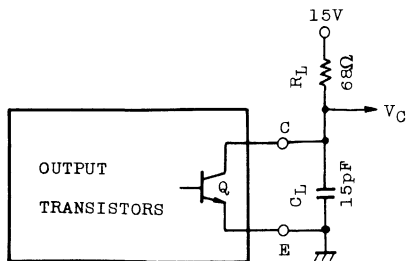 15V
R_L
68Ω
V_C
C
OUTPUT
Q
TRANSISTORS
C_L
15pF
E